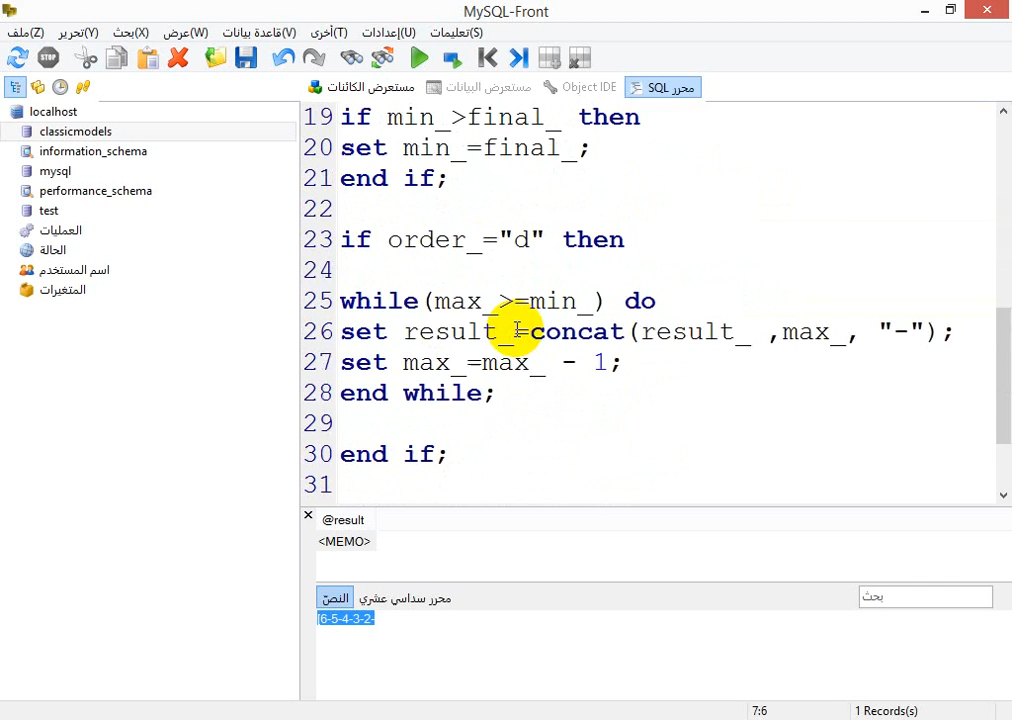 MySQL-Front
ملف(Z) تحرير(Y) بحث(X) عرض(W) قاعدة بيانات(V) أخرى(T) إعدادات(U) تعليمات(S)
مستعرض الكائنات مستعرض البيانات Object IDE محرر SQL
localhost
classicmodels
information_schema
mysql
performance_schema
test
العمليات
الحالة
اسم المستخدم
المتغيرات
19 if min_>final_ then
20 set min_=final_;
21 end if;
22
23 if order_="d" then
24
25 while(max_>=min_) do
26 set result_=concat(result_ ,max_, "-");
27 set max_=max_ - 1;
28 end while;
29
30 end if;
31
@result
<MEMO>
النصّ محرر سداسي عشري بحث
[6-5-4-3-2-
7:6 1 Records(s)